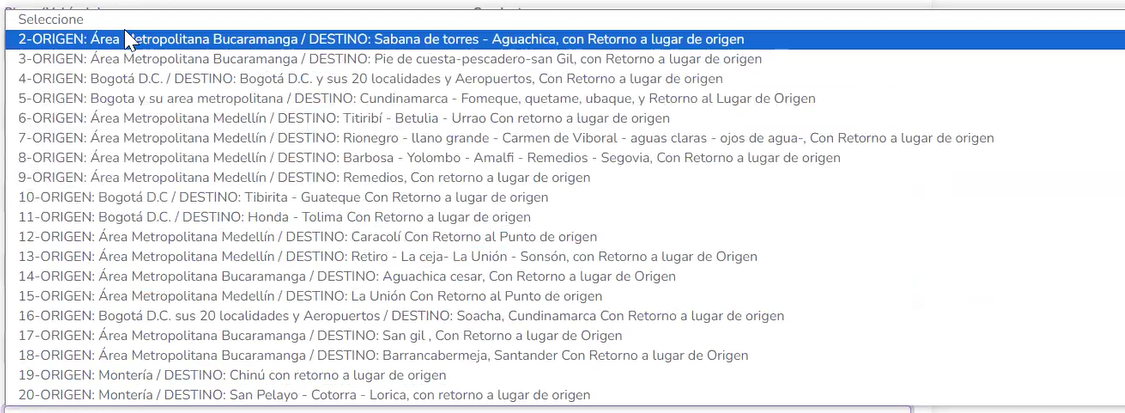 Seleccione
2-ORIGEN: Área Metropolitana Bucaramanga / DESTINO: Sabana de torres - Aguachica, con Retorno a lugar de origen
3-ORIGEN: Área Metropolitana Bucaramanga / DESTINO: Pie de cuesta-pescadero-san Gil, con Retorno a lugar de origen
4-ORIGEN: Bogotá D.C. / DESTINO: Bogotá D.C. y sus 20 localidades y Aeropuertos, Con Retorno a lugar de origen
5-ORIGEN: Bogota y su area metropolitana / DESTINO: Cundinamarca - Fomeque, quetame, ubaque, y Retorno al Lugar de Origen
6-ORIGEN: Área Metropolitana Medellín / DESTINO: Titiribí - Betulia - Urrao Con retorno a lugar de origen
7-ORIGEN: Área Metropolitana Medellín / DESTINO: Rionegro - llano grande - Carmen de Viboral - aguas claras - ojos de agua-, Con Retorno a lugar de origen
8-ORIGEN: Área Metropolitana Medellín / DESTINO: Barbosa - Yolombo - Amalfi - Remedios - Segovia, Con Retorno a lugar de origen
9-ORIGEN: Área Metropolitana Medellín / DESTINO: Remedios, Con retorno a lugar de origen
10-ORIGEN: Bogotá D.C / DESTINO: Tibirita - Guateque Con Retorno a lugar de origen
11-ORIGEN: Bogotá D.C. / DESTINO: Honda - Tolima Con Retorno a lugar de origen
12-ORIGEN: Área Metropolitana Medellín / DESTINO: Caracolí Con Retorno al Punto de origen
13-ORIGEN: Área Metropolitana Medellín / DESTINO: Retiro - La ceja- La Unión - Sonsón, con Retorno a lugar de Origen
14-ORIGEN: Área Metropolitana Bucaramanga / DESTINO: Aguachica cesar, Con Retorno a lugar de Origen
15-ORIGEN: Área Metropolitana Medellín / DESTINO: La Unión Con Retorno al Punto de origen
16-ORIGEN: Bogotá D.C. sus 20 localidades y Aeropuertos / DESTINO: Soacha, Cundinamarca Con Retorno a lugar de origen
17-ORIGEN: Área Metropolitana Bucaramanga / DESTINO: San gil , Con Retorno a lugar de Origen
18-ORIGEN: Área Metropolitana Bucaramanga / DESTINO: Barrancabermeja, Santander Con Retorno a lugar de Origen
19-ORIGEN: Montería / DESTINO: Chinú con retorno a lugar de origen
20-ORIGEN: Montería / DESTINO: San Pelayo - Cotorra - Lorica, con retorno a lugar de origen